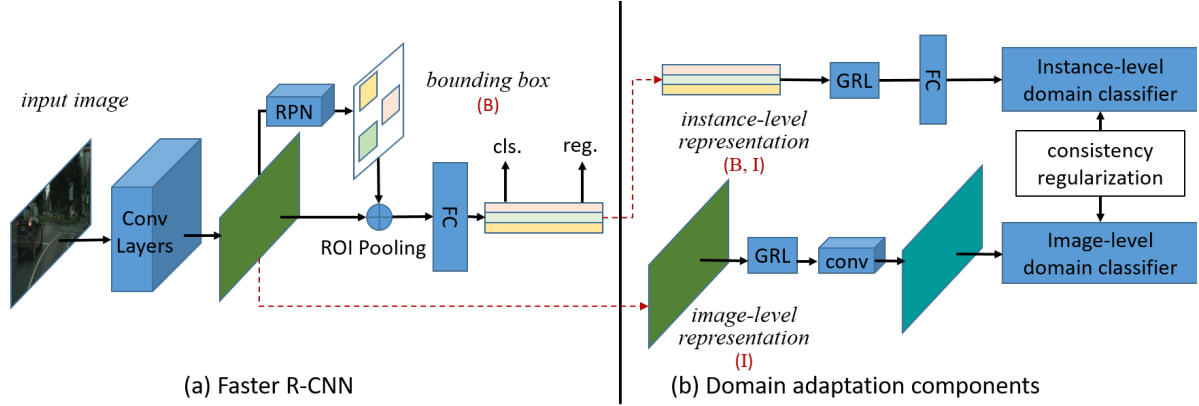 input image
Conv
Layers
RPN
bounding box
(B)
cls.
reg.
ROI Pooling
FC
(a) Faster R-CNN
instance-level
representation
(B, I)
GRL
FC
Instance-level
domain classifier
consistency
regularization
Image-level
domain classifier
GRL
conv
image-level
representation
(I)
(b) Domain adaptation components